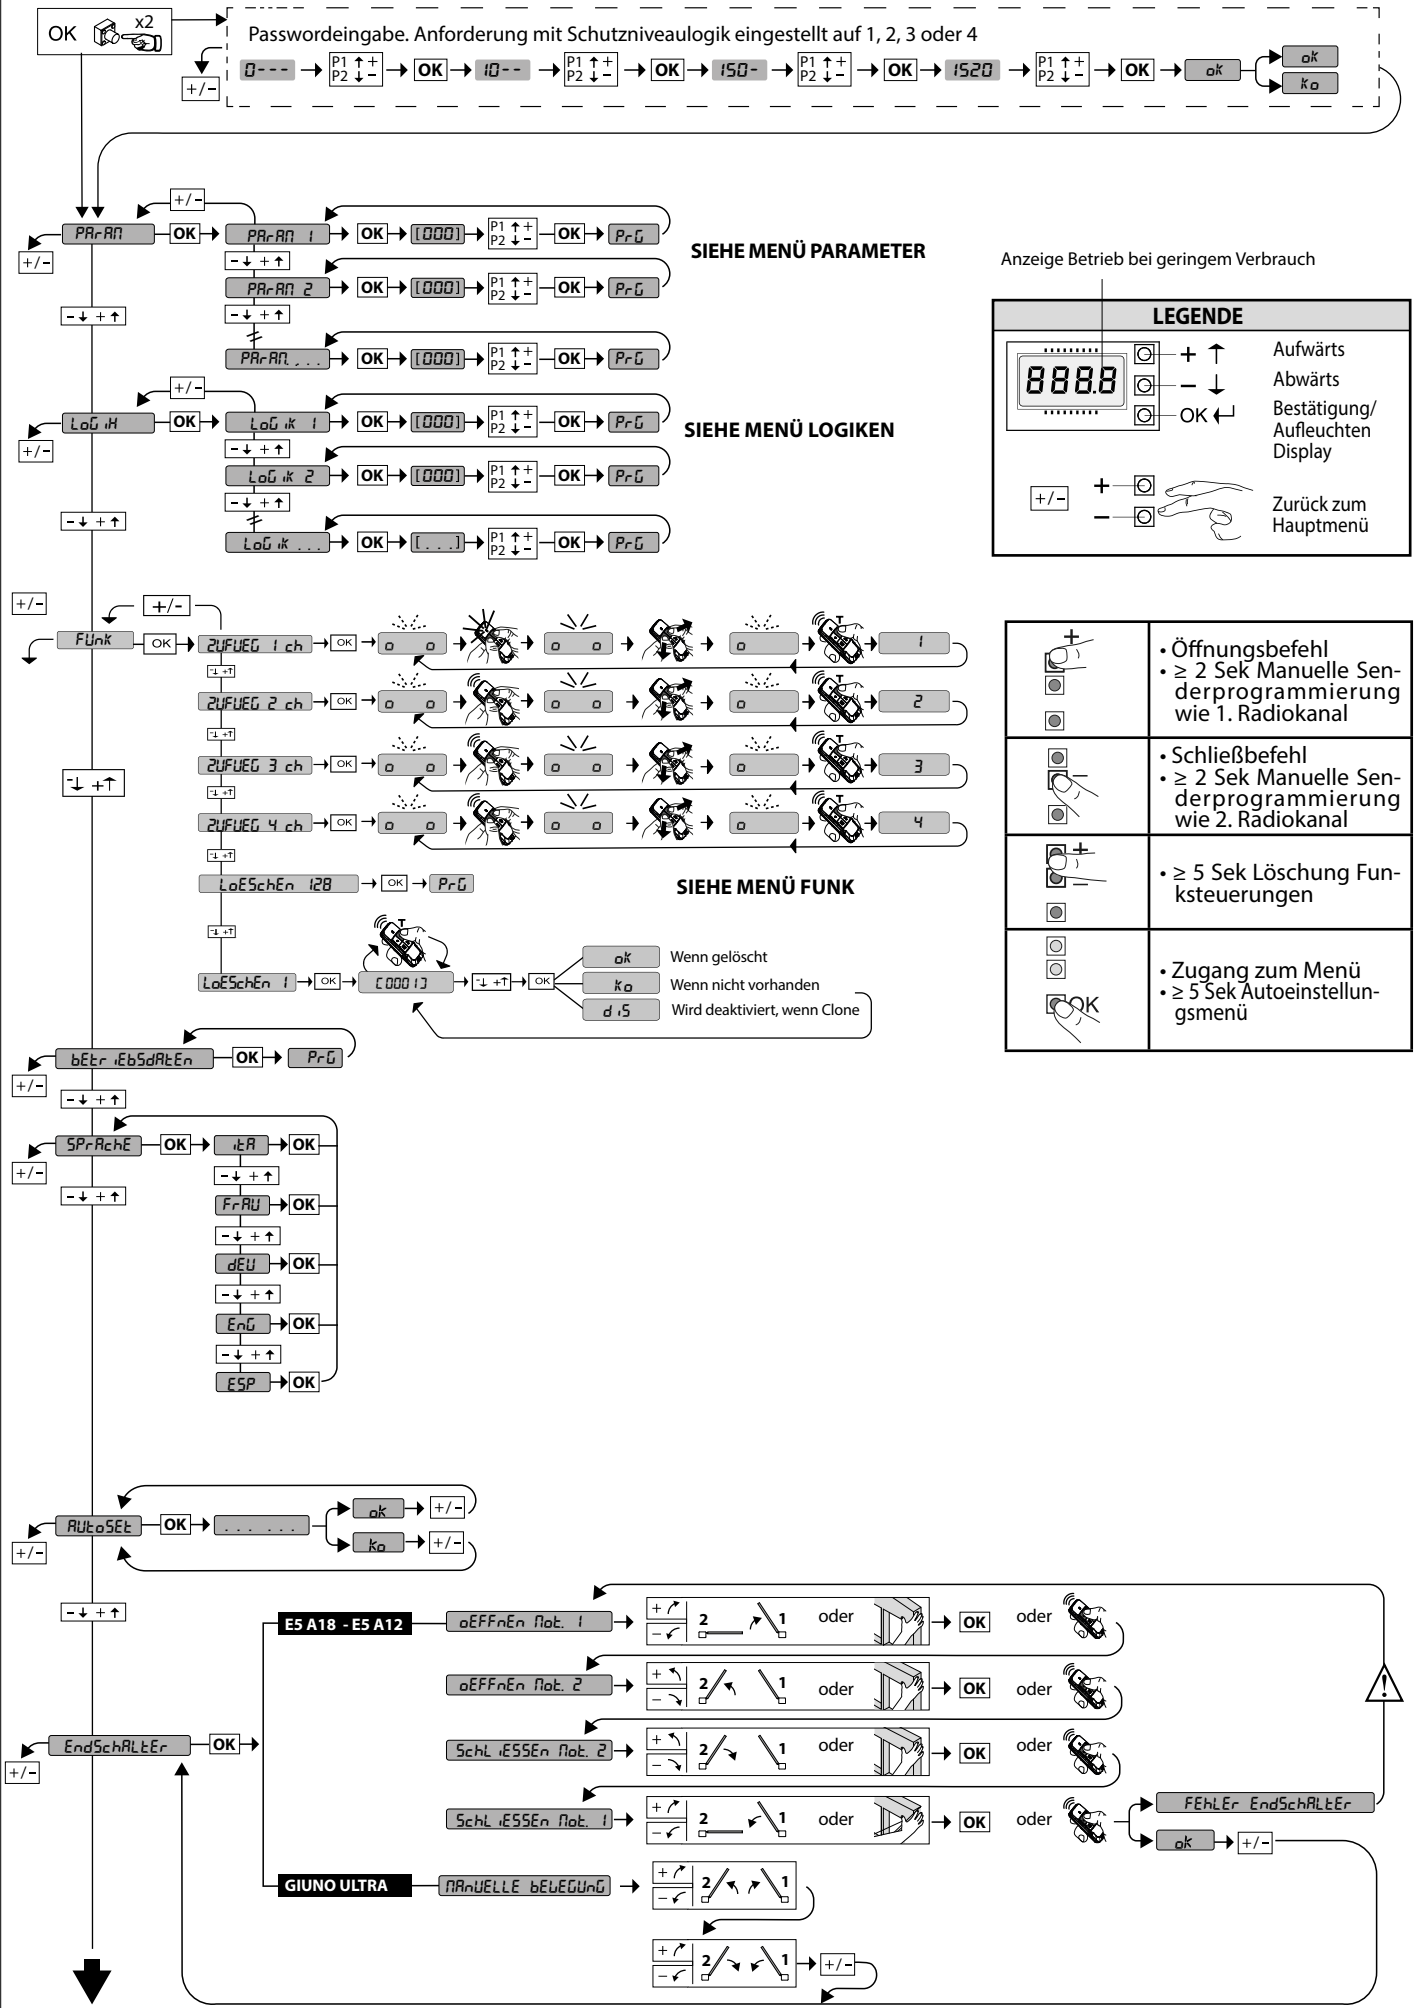 OK x2
Passwordeingabe. Anforderung mit Schutzniveaulogik eingestellt auf 1, 2, 3 oder 4
+/-
0--- P1 ↑ + P2 ↓ - OK 10-- P1 ↑ + P2 ↓ - OK 150- P1 ↑ + P2 ↓ - OK 1520 P1 ↑ + P2 ↓ - OK ok ok
ko
+/-
PArAM OK PArAM 1 OK [000] P1 ↑ + P2 ↓ - OK PrG
+/-
- ↓ + ↑
SIEHE MENÜ PARAMETER
PArAM 2 OK [000] P1 ↑ + P2 ↓ - OK PrG
- ↓ + ↑
- ↓ + ↑
PArAM. . . . OK [000] P1 ↑ + P2 ↓ - OK PrG
Anzeige Betrieb bei geringem Verbrauch
LEGENDE
888.8
+ ↑ Aufwärts
- ↓ Abwärts
OK Bestätigung/
Aufleuchten
Display
+/- + - Zurück zum
Hauptmenü
+/-
LoGiH OK LoGik 1 OK [000] P1 ↑ + P2 ↓ - OK PrG
+/-
- ↓ + ↑
SIEHE MENÜ LOGIKEN
LoGik 2 OK [000] P1 ↑ + P2 ↓ - OK PrG
- ↓ + ↑
- ↓ + ↑
LoGik ... OK [. . .] P1 ↑ + P2 ↓ - OK PrG
+/- +/-
FUnk OK ZUFUEG 1 ch OK o o o o o T 1
-↓ +↑
ZUFUEG 2 ch OK o o o o o T 2
-↓ +↑
ZUFUEG 3 ch OK o o o o o T 3
-↓ +↑
-↓ +↑
ZUFUEG 4 ch OK o o o o o T 4
-↓ +↑
LoESchEn 128 OK PrG
SIEHE MENÜ FUNK
-↓ +↑
T
LoESchEn 1 OK [0001] -↓ +↑ OK
ok Wenn gelöscht
ko Wenn nicht vorhanden
diS Wird deaktiviert, wenn Clone
+
• Öffnungsbefehl
• ≥ 2 Sek Manuelle Sen-
derprogrammierung
wie 1. Radiokanal
-
• Schließbefehl
• ≥ 2 Sek Manuelle Sen-
derprogrammierung
wie 2. Radiokanal
+
-
• ≥ 5 Sek Löschung Fun-
ksteuerungen
OK
• Zugang zum Menü
• ≥ 5 Sek Autoeinstellun-
gsmenü
bEtriEbSdAtEn OK PrG
+/-
- ↓ + ↑
SPrAchE OK itA OK
+/-
- ↓ + ↑
- ↓ + ↑
FrAU OK
- ↓ + ↑
dEU OK
- ↓ + ↑
EnG OK
- ↓ + ↑
ESP OK
AUtoSEt OK . . . . . . ok +/-
ko +/-
+/-
- ↓ + ↑
E5 A18 - E5 A12 oEFFnEn Mot. 1 + - 2 1 oder OK oder
oEFFnEn Mot. 2 + - 2 1 oder OK oder
EndSchALtEr OK
+/-
SchLiESSEn Mot. 2 + - 2 1 oder OK oder
SchLiESSEn Mot. 1 + - 2 1 oder OK oder
FEhLEr EndSchALtEr
ok +/-
!
GIUNO ULTRA MAnUELLE bELEGUnG + - 2 1
+ - 2 1 +/-